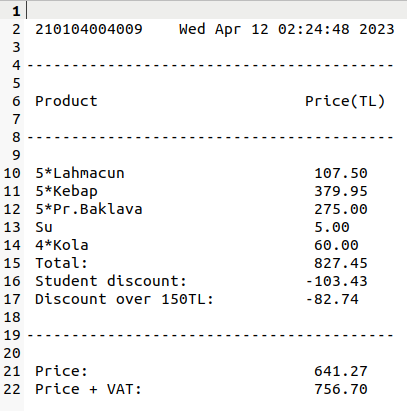 1
2 210104004009    Wed Apr 12 02:24:48 2023
3
4 -----------------------------------------
5
6 Product                       Price(TL)
7
8 -----------------------------------------
9
10 5*Lahmacun                     107.50
11 5*Kebap                        379.95
12 5*Pr.Baklava                   275.00
13 Su                             5.00
14 4*Kola                         60.00
15 Total:                         827.45
16 Student discount:             -103.43
17 Discount over 150TL:          -82.74
18
19 -----------------------------------------
20
21 Price:                         641.27
22 Price + VAT:                   756.70